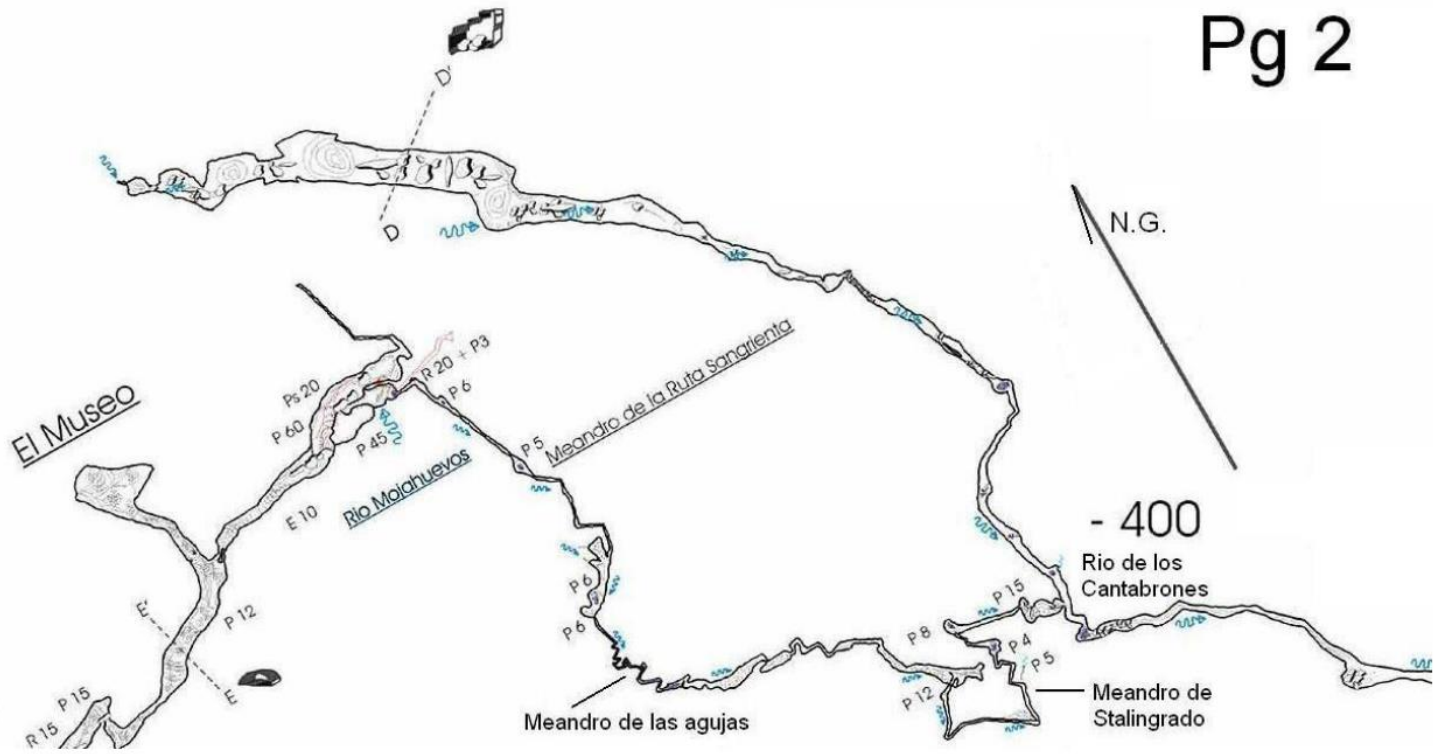 Pg 2
D'
D
N.G.
R 20 + P3
P 6
Ps 20
P 60
P 45
El Museo
Meandro de la Ruta Sangrienta
P 5
Rio Mojahuevos
E 10
- 400
Rio de los
Cantabrones
P6
P6
P 15
P 8
P 4
P 5
E'
P 12
E
P 12
Meandro de las agujas
Meandro de
Stalingrado
P 15
R 15